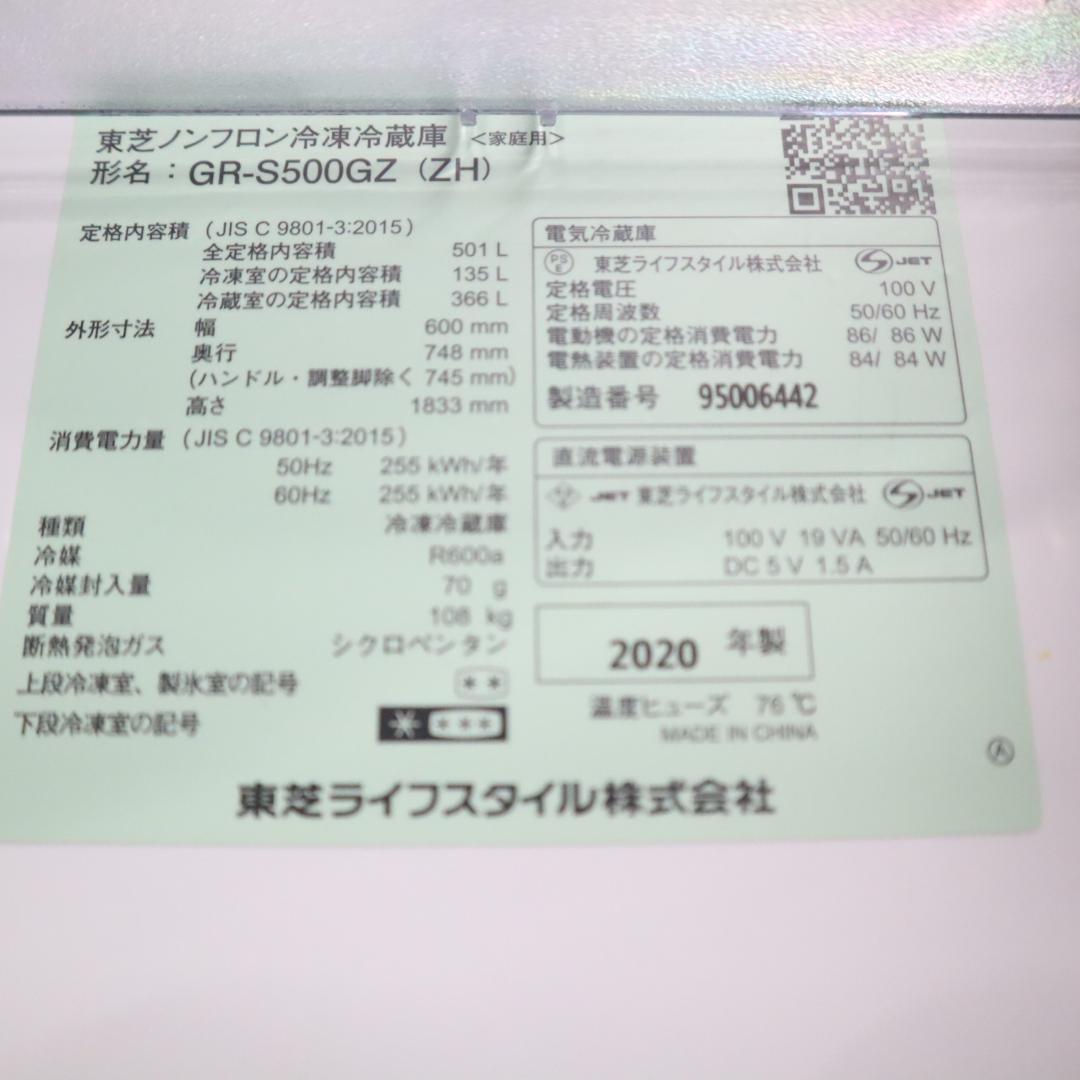 東芝ノンフロン冷凍冷蔵庫 <家庭用>
形名：GR-S500GZ (ZH)
定格内容積 (JIS C 9801-3:2015)
全定格内容積 501 L
冷凍室の定格内容積 135 L
冷蔵室の定格内容積 366 L
外形寸法 幅 600 mm
奥行 748 mm
(ハンドル・調整脚除く 745 mm)
高さ 1833 mm
消費電力量 (JIS C 9801-3:2015)
50Hz 255 kWh/年
60Hz 255 kWh/年
種類 冷凍冷蔵庫
冷媒 R600a
冷媒封入量 70 g
質量 108 kg
断熱発泡ガス シクロペンタン
上段冷凍室、製氷室の記号 **
下段冷凍室の記号 * ***
電気冷蔵庫
PSE 東芝ライフスタイル株式会社 JET
定格電圧 100 V
定格周波数 50/60 Hz
電動機の定格消費電力 86/ 86 W
電熱装置の定格消費電力 84/ 84 W
製造番号 95006442
直流電源装置
JET 東芝ライフスタイル株式会社 JET
入力 100 V 19 VA 50/60 Hz
出力 DC 5 V 1.5 A
2020 年製
温度ヒューズ 76 ℃
MADE IN CHINA
A
東芝ライフスタイル株式会社